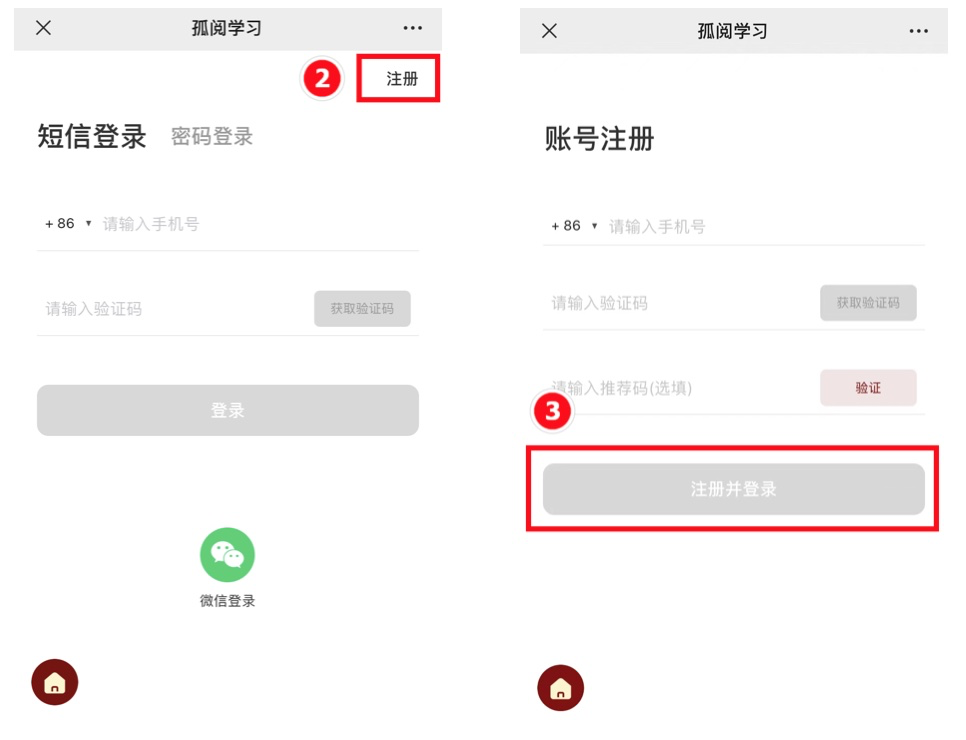 孤阅学习
2
注册
短信登录 密码登录
+ 86 ▼ 请输入手机号
请输入验证码 获取验证码
登录
微信登录
孤阅学习
账号注册
+ 86 ▼ 请输入手机号
请输入验证码 获取验证码
请输入推荐码(选填) 验证
3
注册并登录